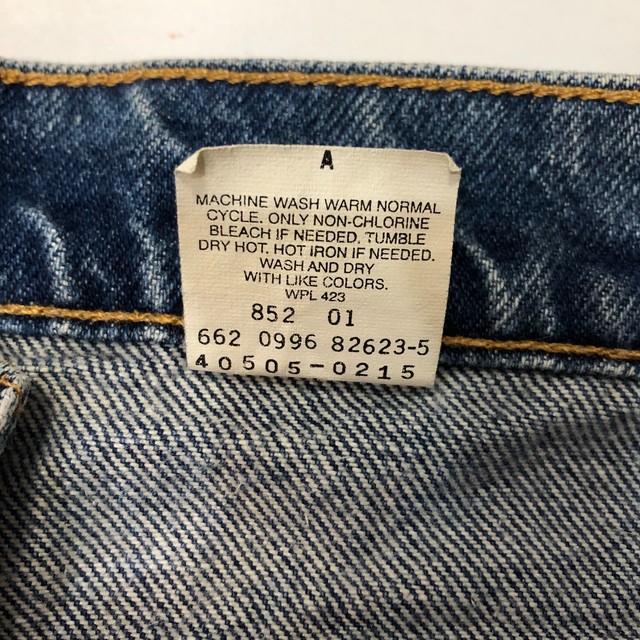 A
MACHINE WASH WARM NORMAL
CYCLE. ONLY NON-CHLORINE
BLEACH IF NEEDED. TUMBLE
DRY HOT. HOT IRON IF NEEDED.
WASH AND DRY
WITH LIKE COLORS.
WPL 423
852 01
662 0996 82623-5
40505-0215